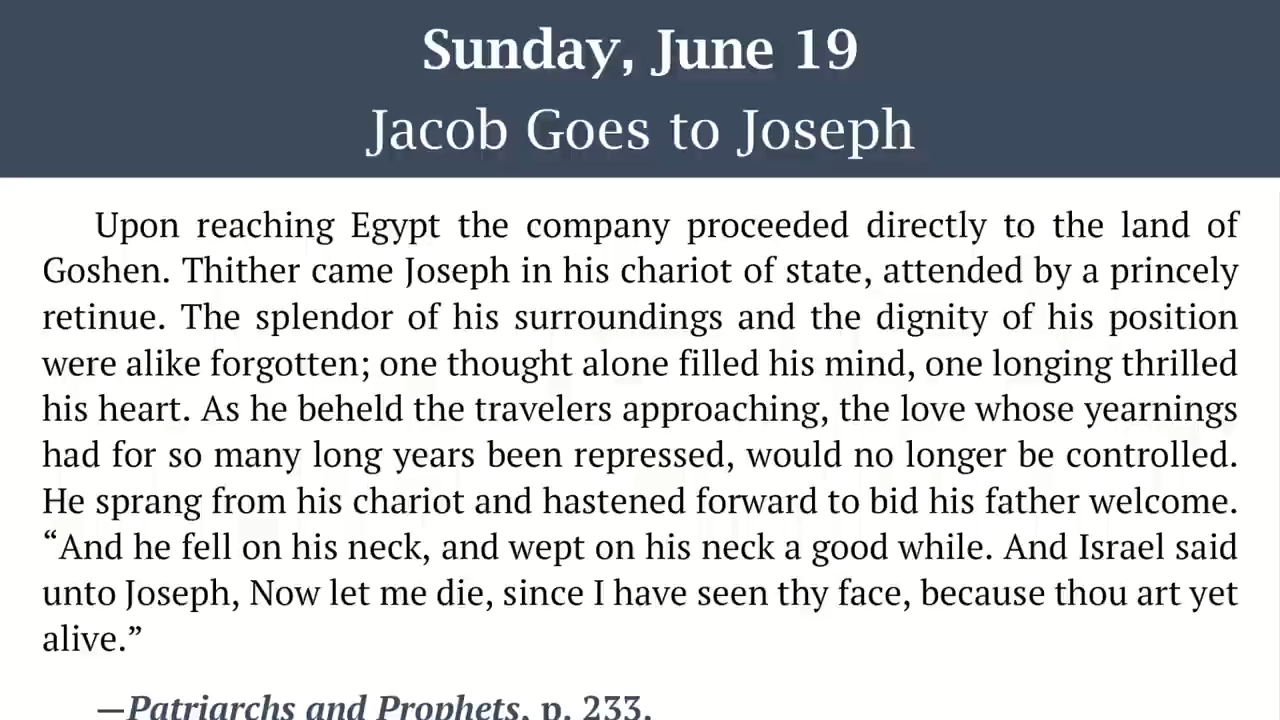 Sunday, June 19
Jacob Goes to Joseph
Upon reaching Egypt the company proceeded directly to the land of
Goshen. Thither came Joseph in his chariot of state, attended by a princely
retinue. The splendor of his surroundings and the dignity of his position
were alike forgotten; one thought alone filled his mind, one longing thrilled
his heart. As he beheld the travelers approaching, the love whose yearnings
had for so many long years been repressed, would no longer be controlled.
He sprang from his chariot and hastened forward to bid his father welcome.
“And he fell on his neck, and wept on his neck a good while. And Israel said
unto Joseph, Now let me die, since I have seen thy face, because thou art yet
alive.”
—Patriarchs and Prophets, p. 233.